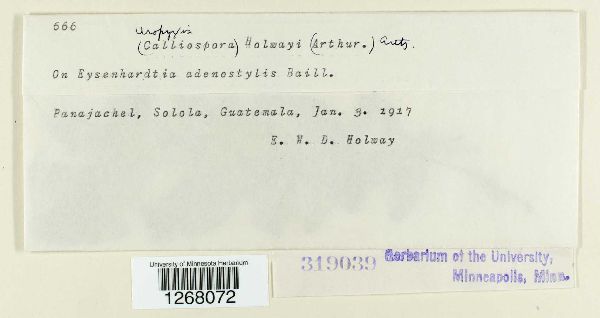 666
Uropyxis
(Calliospora) Holwayi (Arthur.) Arth.
On Eysenhardtia adenostylis Baill.
Panajachel, Solola, Guatemala, Jan. 3. 1917
E. W. D. Holway
University of Minnesota Herbarium
1268072
319039
Herbarium of the University,
Minneapolis, Minn.